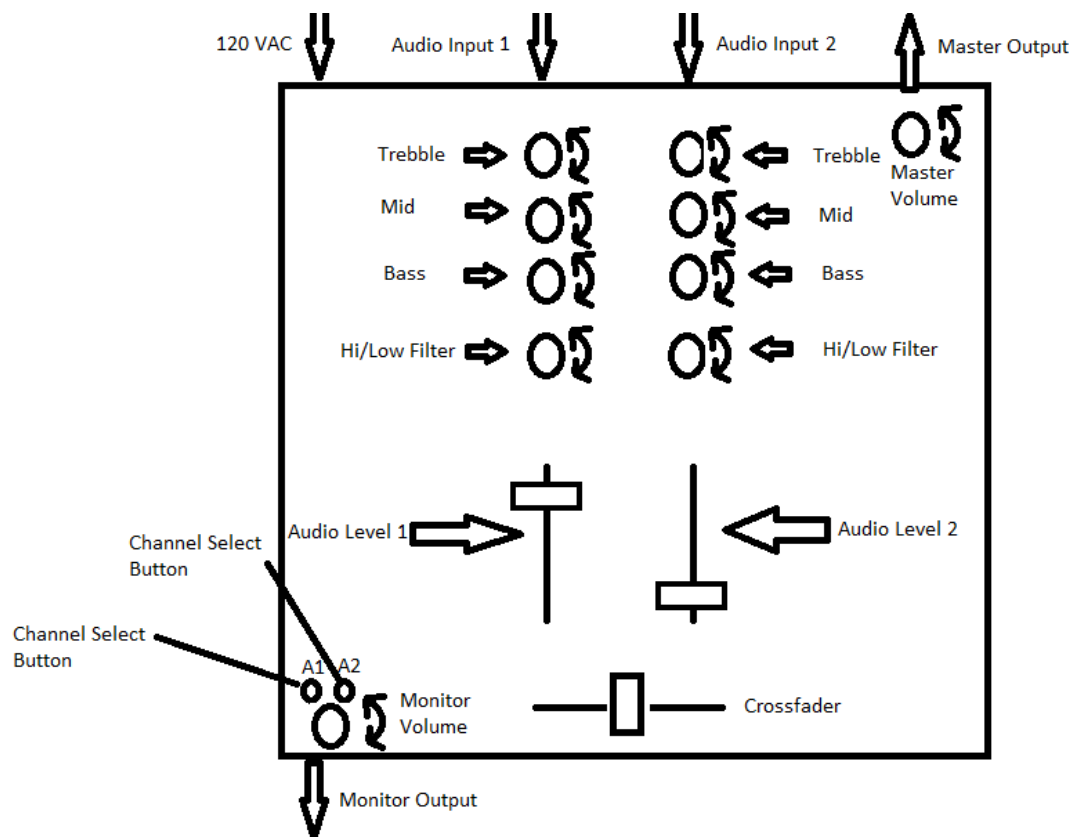 120 VAC
Audio Input 1
Audio Input 2
Master Output
Trebble
Trebble
Master
Volume
Mid
Mid
Bass
Bass
Hi/Low Filter
Hi/Low Filter
Audio Level 1
Audio Level 2
Channel Select
Button
Channel Select
Button
A1
A2
Monitor
Volume
Crossfader
Monitor Output